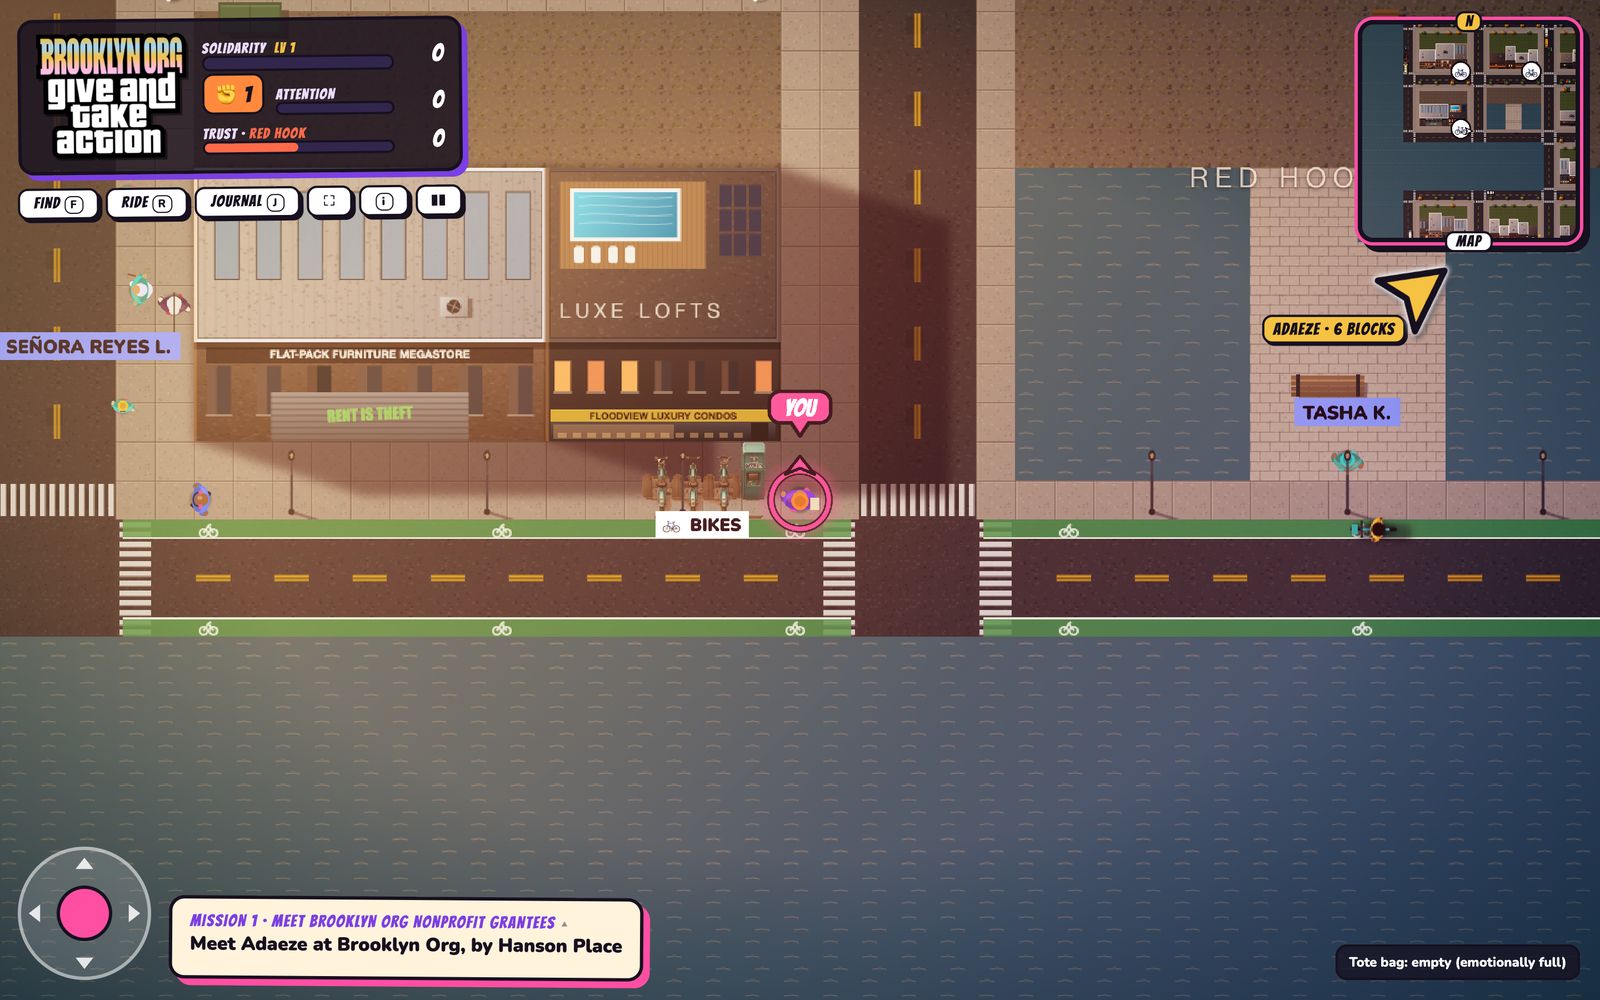 BROOKLYN ORG
give and
take
action
SOLIDARITY LV 1
0
1
ATTENTION
0
TRUST · RED HOOK
0
FIND F
RIDE R
JOURNAL J
i
N
MAP
RED HOO
ADAEZE · 6 BLOCKS
TASHA K.
SEÑORA REYES L.
LUXE LOFTS
FLAT-PACK FURNITURE MEGASTORE
RENT IS THEFT
FLOODVIEW LUXURY CONDOS
YOU
BIKES
MISSION 1 · MEET BROOKLYN ORG NONPROFIT GRANTEES
Meet Adaeze at Brooklyn Org, by Hanson Place
Tote bag: empty (emotionally full)